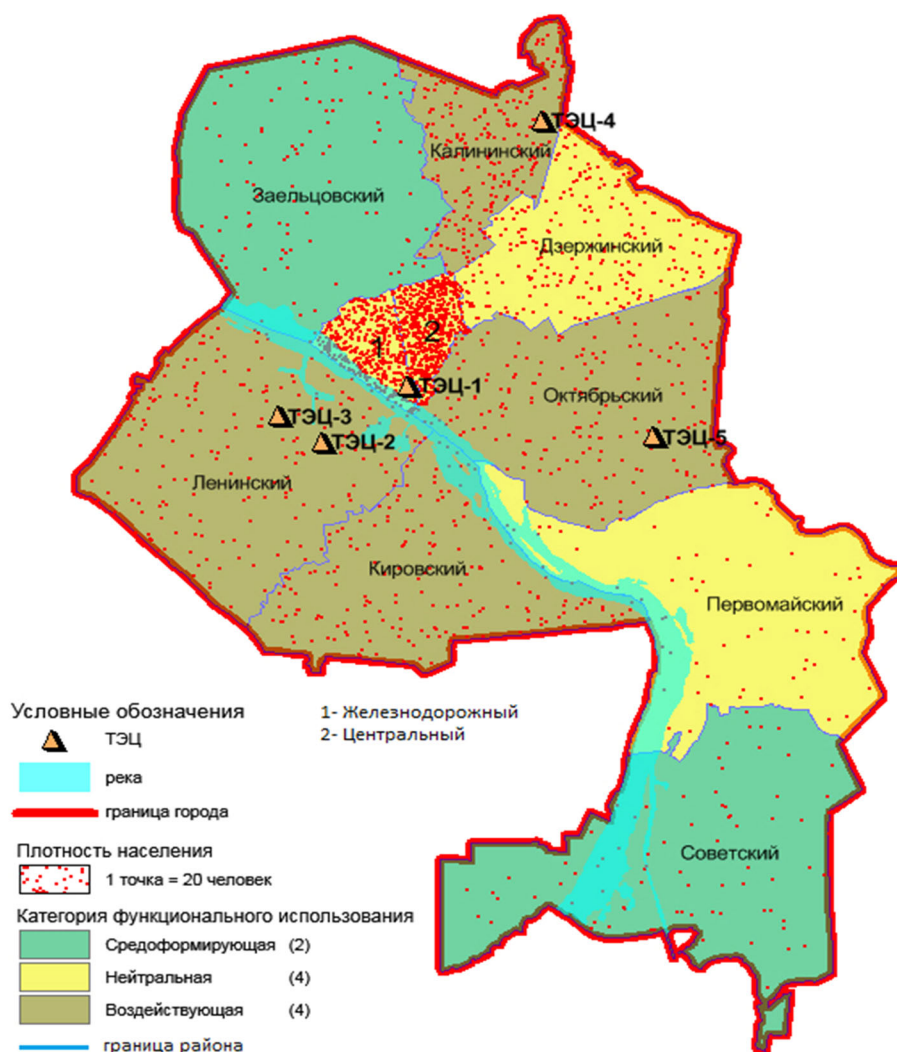 ТЭЦ-4
Калининский
Заельцовский
Дзержинский
1
2
ТЭЦ-1
Октябрьский
ТЭЦ-3
ТЭЦ-2
ТЭЦ-5
Ленинский
Кировский
Первомайский
Условные обозначения
ТЭЦ
река
граница города
1- Железнодорожный
2- Центральный
Плотность населения
1 точка = 20 человек
Категория функционального использования
Средоформирующая (2)
Нейтральная (4)
Воздействующая (4)
граница района
Советский